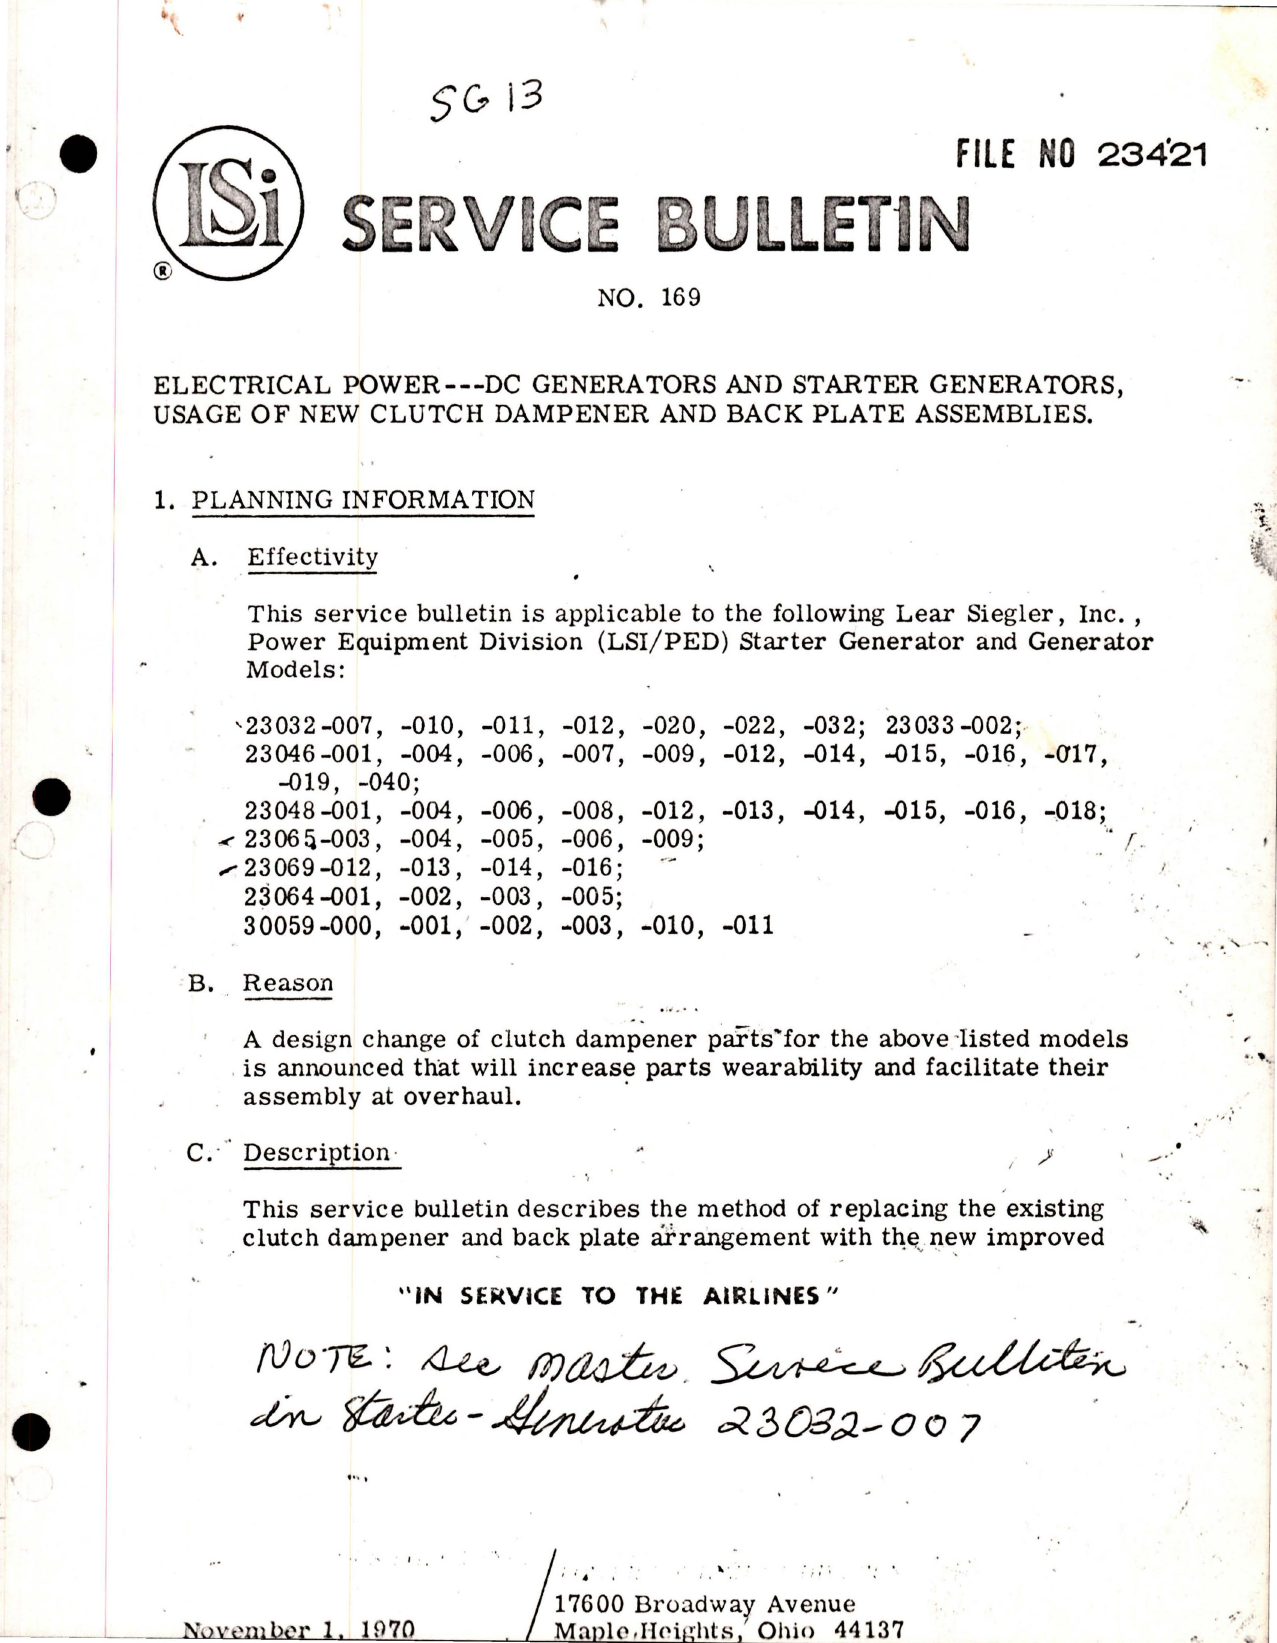 SG 13
FILE NO 23421
LSi
®
SERVICE BULLETIN
NO. 169
ELECTRICAL POWER---DC GENERATORS AND STARTER GENERATORS,
USAGE OF NEW CLUTCH DAMPENER AND BACK PLATE ASSEMBLIES.
1. PLANNING INFORMATION
A. Effectivity
This service bulletin is applicable to the following Lear Siegler, Inc.,
Power Equipment Division (LSI/PED) Starter Generator and Generator
Models:
23032-007, -010, -011, -012, -020, -022, -032; 23033-002;
23046-001, -004, -006, -007, -009, -012, -014, -015, -016, -017,
-019, -040;
23048-001, -004, -006, -008, -012, -013, -014, -015, -016, -018;
23065-003, -004, -005, -006, -009;
23069-012, -013, -014, -016;
23064-001, -002, -003, -005;
30059-000, -001, -002, -003, -010, -011
B. Reason
A design change of clutch dampener parts for the above listed models
is announced that will increase parts wearability and facilitate their
assembly at overhaul.
C. Description
This service bulletin describes the method of replacing the existing
clutch dampener and back plate arrangement with the new improved
"IN SERVICE TO THE AIRLINES"
NOTE: see master Service Bulletin
in Starter-Generator 23032-007
17600 Broadway Avenue
November 1, 1970 Maple Heights, Ohio 44137